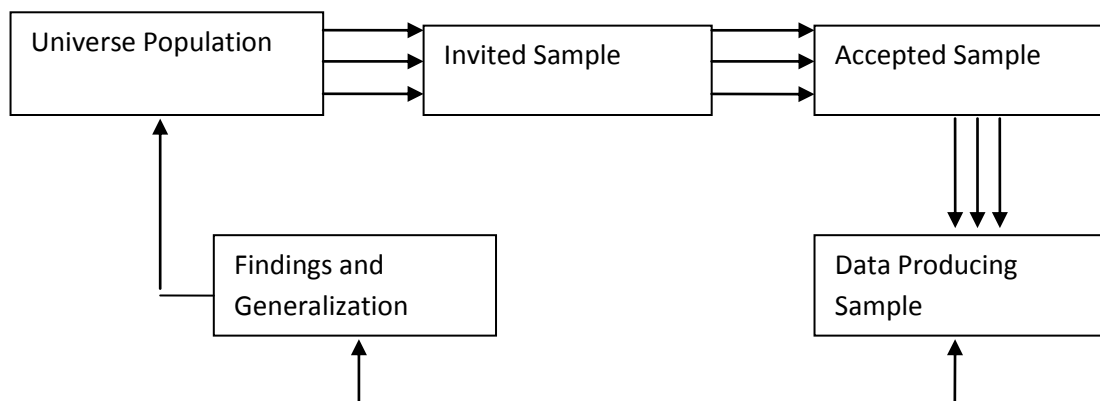 Universe Population
Invited Sample
Accepted Sample
Findings and
Generalization
Data Producing
Sample